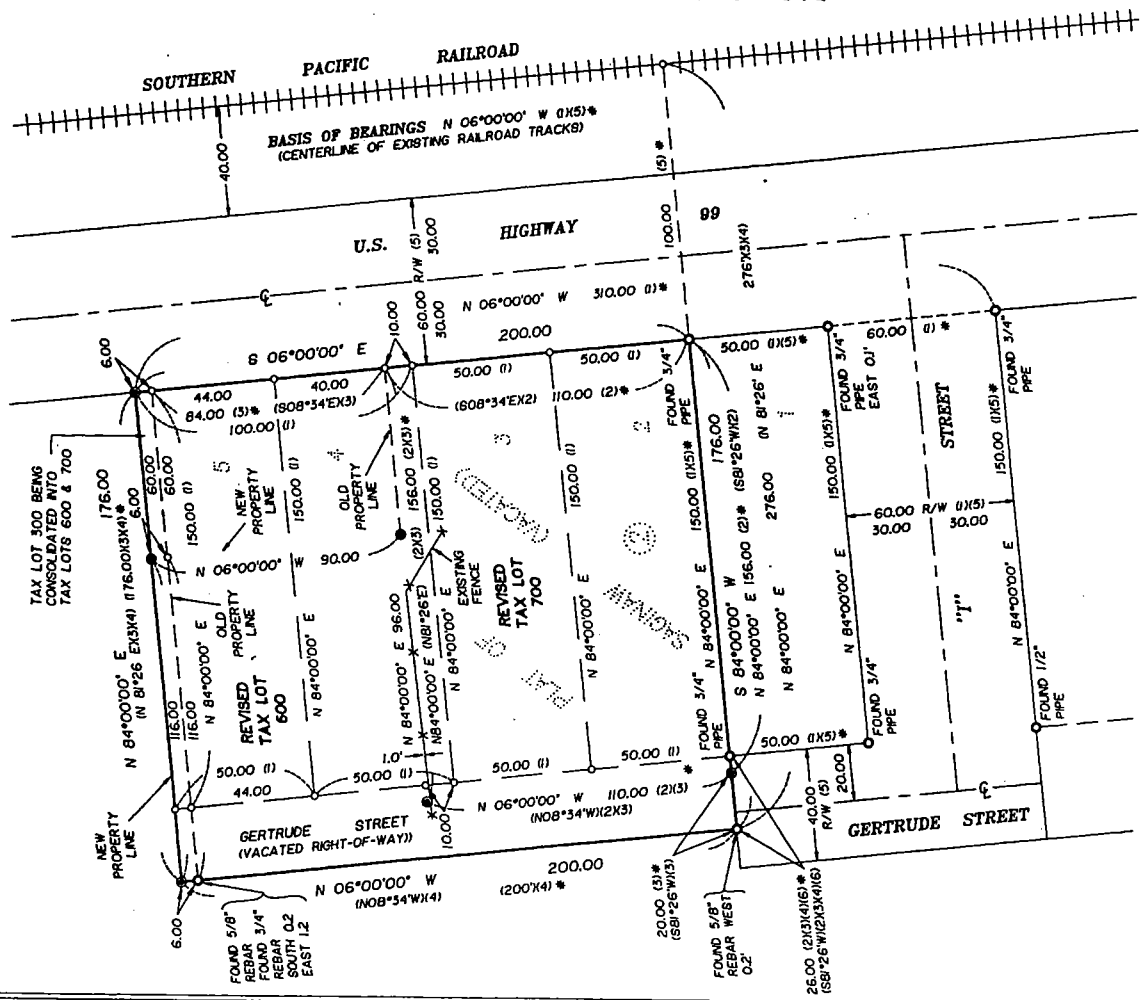 SOUTHERN PACIFIC RAILROAD
BASIS OF BEARINGS N 06°00'00" W (1)(5)*
(CENTERLINE OF EXISTING RAILROAD TRACKS)
40.00
(5) *
100.00
U.S. HIGHWAY 99
60.00 R/W (5)
30.00
30.00
276'(3)(4)
N 06°00'00" W 310.00 (1)*
S 06°00'00" E
200.00
10.00
6.00
44.00
40.00
50.00 (1)
50.00 (1)
50.00 (1)(5)*
60.00 (1) *
84.00 (3)* (S08°34'E)(3)
(S08°34'E)(2) 110.00 (2)*
100.00 (1)
FOUND 3/4"
PIPE
FOUND 3/4"
PIPE
EAST 0.1'
FOUND 3/4"
PIPE
TAX LOT 300 BEING
CONSOLIDATED INTO
TAX LOTS 600 & 700
176.00
6.00
60.00
60.00
150.00 (1)
5
NEW
PROPERTY
LINE
150.00 (1)
4
OLD
PROPERTY
LINE
156.00 (2)(3)*
150.00 (1)
3
150.00 (1)
2
150.00 (1)(5)*
176.00
(S81°26'W)(2)
276.00
(N 81°26' E
1
150.00 (1)(5)*
STREET
"I"
60.00 R/W (1)(5)
30.00 30.00
150.00 (1)(5)*
N 84°00'00" E
(N 81°26 E)(3)(4) (176.00)(3)(4)*
N 06°00'00" W 90.00
(2)(3)
OLD
PROPERTY
LINE
N 84°00'00" E
116.00
116.00
REVISED
TAX LOT
600
N 84°00'00" E
N 84°00'00" E 96.00
N84°00'00"E (N81°26'E)
EXISTING
FENCE
N 84°00'00" E
REVISED
TAX LOT
700
N 84°00'00" E
PLAT OF
SAGINAW
(VACATED)
N 84°00'00" E
S 84°00'00" W
N 84°00'00" E 156.00 (2)*
N 84°00'00" E
N 84°00'00" E
N 84°00'00" E
FOUND 3/4"
PIPE
FOUND 3/4"
PIPE
FOUND 1/2"
PIPE
1.0'
50.00 (1)
44.00
50.00 (1)
50.00 (1)
50.00 (1)
50.00 (1)(5)*
10.00
N 06°00'00" W 110.00 (2)(3) *
(N08°34'W)(2)(3)
GERTRUDE STREET
(VACATED RIGHT-OF-WAY))
NEW
PROPERTY
LINE
40.00
R/W (5)
20.00
GERTRUDE STREET
N 06°00'00" W 200.00
(N08°34'W)(4) (200')(4) *
6.00
FOUND 5/8"
REBAR
FOUND 3/4"
REBAR
SOUTH 0.2
EAST 1.2
20.00 (3)*
(S81°26'W)(3)
FOUND 5/8"
REBAR WEST
0.2'
26.00 (2)(3)(4)(6)*
(S81°26'W)(2)(3)(4)(6)